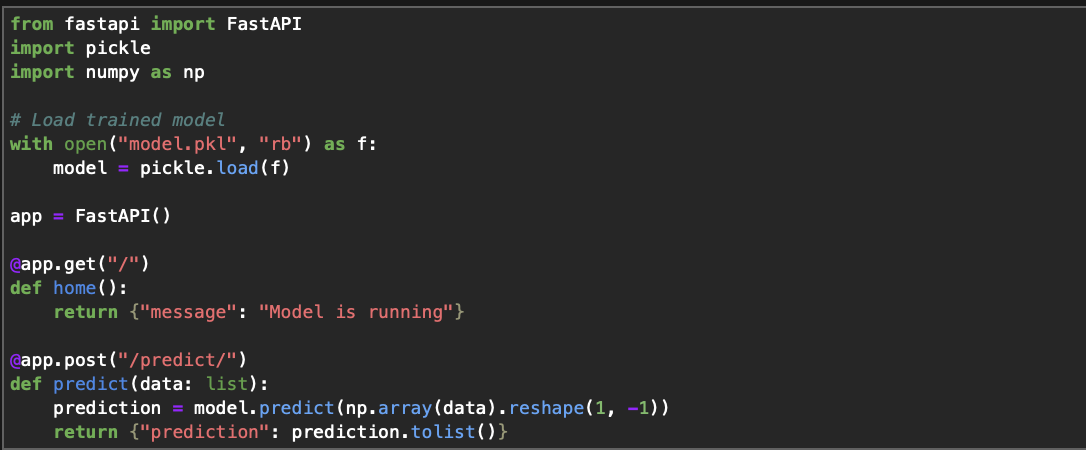 from fastapi import FastAPI
import pickle
import numpy as np

# Load trained model
with open("model.pkl", "rb") as f:
    model = pickle.load(f)

app = FastAPI()

@app.get("/")
def home():
    return {"message": "Model is running"}

@app.post("/predict/")
def predict(data: list):
    prediction = model.predict(np.array(data).reshape(1, -1))
    return {"prediction": prediction.tolist()}